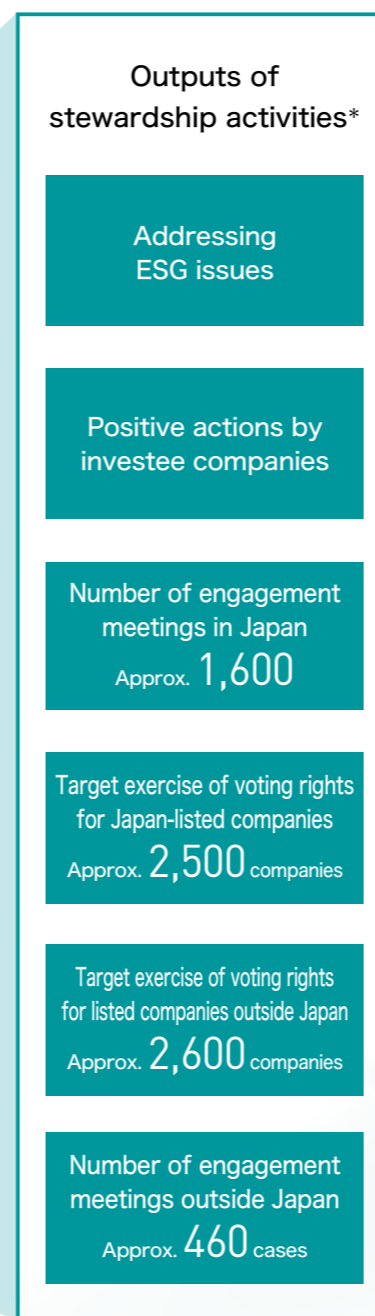 Outputs of
stewardship activities*
Addressing
ESG issues
Positive actions by
investee companies
Number of engagement
meetings in Japan
Approx. 1,600
Target exercise of voting rights
for Japan-listed companies
Approx. 2,500 companies
Target exercise of voting rights
for listed companies outside Japan
Approx. 2,600 companies
Number of engagement
meetings outside Japan
Approx. 460 cases